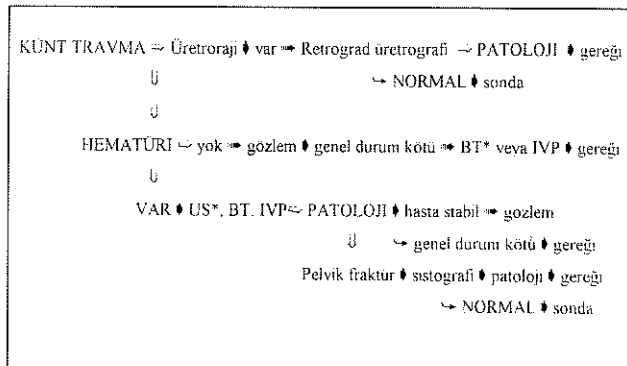 KÜNT TRAVMA ⇨ Üretroraji ➧ var ➟ Retrograd üretrografi ⇨ PATOLOJI ➧ gereği
⇓ ↪ NORMAL ➧ sonda
⇓
HEMATÜRI ⇨ yok ➟ gözlem ➧ genel durum kötü ➟ BT* veya IVP ➧ gereği
⇓
VAR ➧ US*, BT. IVP⇨ PATOLOJI ➧ hasta stabil ➟ gozlem
⇓ ↪ genel durum kötü ➧ gereği
Pelvik fraktür ➧ sistografi ➧ patoloji ➧ gereği
↪ NORMAL ➧ sonda